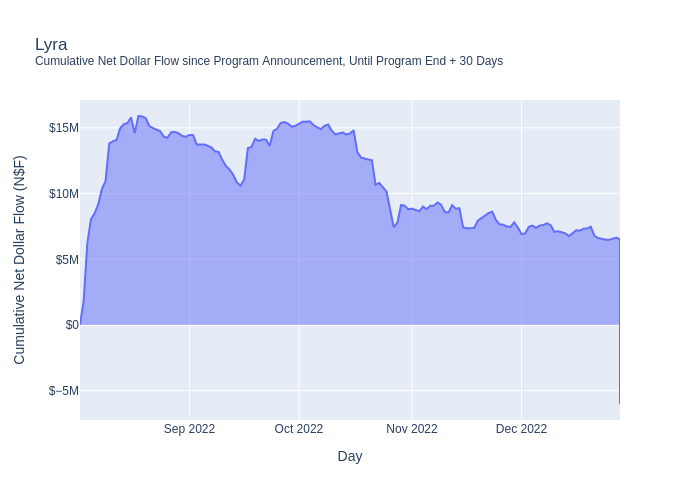 Lyra
Cumulative Net Dollar Flow since Program Announcement, Until Program End + 30 Days
Cumulative Net Dollar Flow (N$F)
$15M
$10M
$5M
$0
$−5M
Sep 2022
Oct 2022
Nov 2022
Dec 2022
Day